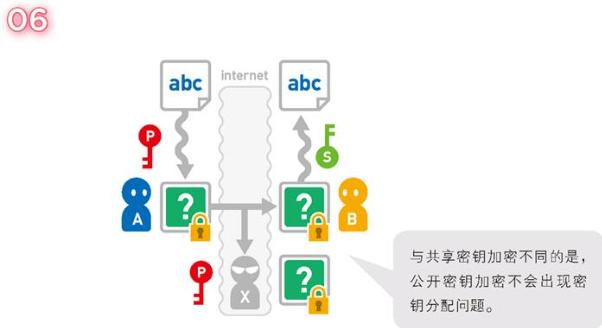 06
internet
abc
abc
P
S
?
?
A
B
P
X
?
与共享密钥加密不同的是，
公开密钥加密不会出现密
钥分配问题。